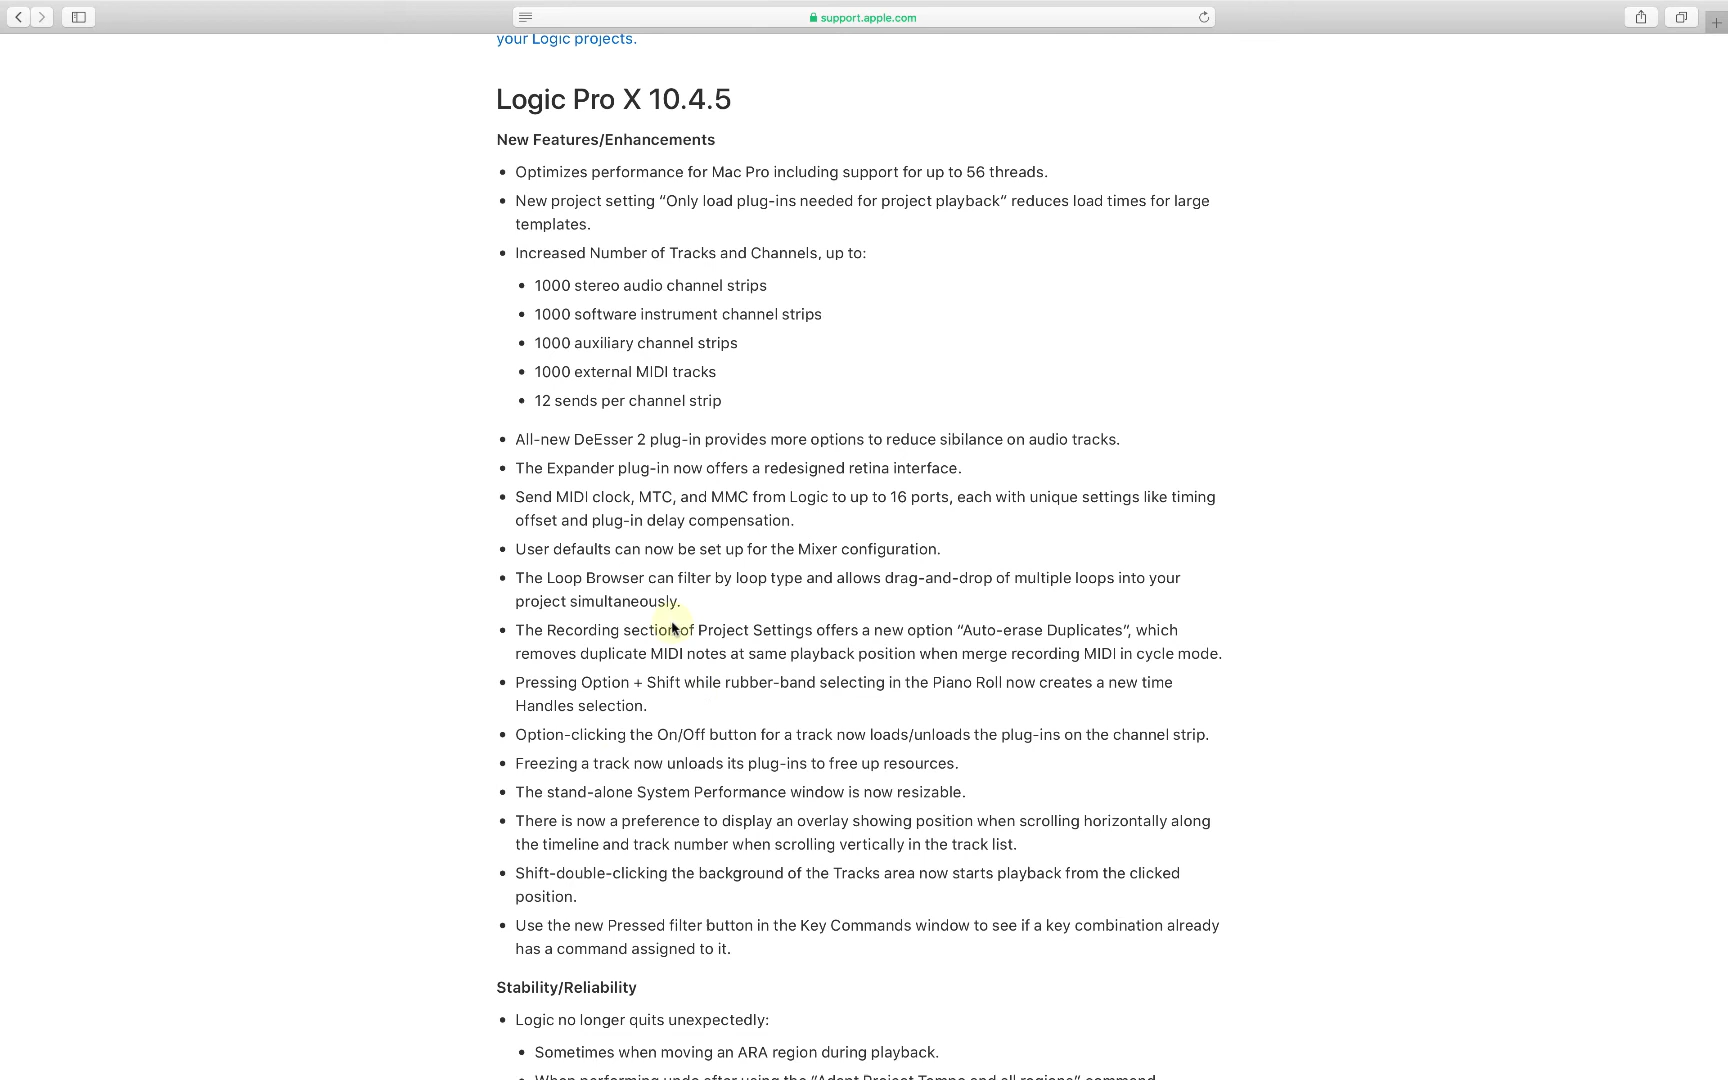 support.apple.com
your Logic projects.
Logic Pro X 10.4.5
New Features/Enhancements
• Optimizes performance for Mac Pro including support for up to 56 threads.
• New project setting “Only load plug-ins needed for project playback” reduces load times for large
templates.
• Increased Number of Tracks and Channels, up to:
• 1000 stereo audio channel strips
• 1000 software instrument channel strips
• 1000 auxiliary channel strips
• 1000 external MIDI tracks
• 12 sends per channel strip
• All-new DeEsser 2 plug-in provides more options to reduce sibilance on audio tracks.
• The Expander plug-in now offers a redesigned retina interface.
• Send MIDI clock, MTC, and MMC from Logic to up to 16 ports, each with unique settings like timing
offset and plug-in delay compensation.
• User defaults can now be set up for the Mixer configuration.
• The Loop Browser can filter by loop type and allows drag-and-drop of multiple loops into your
project simultaneously.
• The Recording section of Project Settings offers a new option “Auto-erase Duplicates”, which
removes duplicate MIDI notes at same playback position when merge recording MIDI in cycle mode.
• Pressing Option + Shift while rubber-band selecting in the Piano Roll now creates a new time
Handles selection.
• Option-clicking the On/Off button for a track now loads/unloads the plug-ins on the channel strip.
• Freezing a track now unloads its plug-ins to free up resources.
• The stand-alone System Performance window is now resizable.
• There is now a preference to display an overlay showing position when scrolling horizontally along
the timeline and track number when scrolling vertically in the track list.
• Shift-double-clicking the background of the Tracks area now starts playback from the clicked
position.
• Use the new Pressed filter button in the Key Commands window to see if a key combination already
has a command assigned to it.
Stability/Reliability
• Logic no longer quits unexpectedly:
• Sometimes when moving an ARA region during playback.
• When performing undo after using the “Adapt Project Tempo and all regions” command